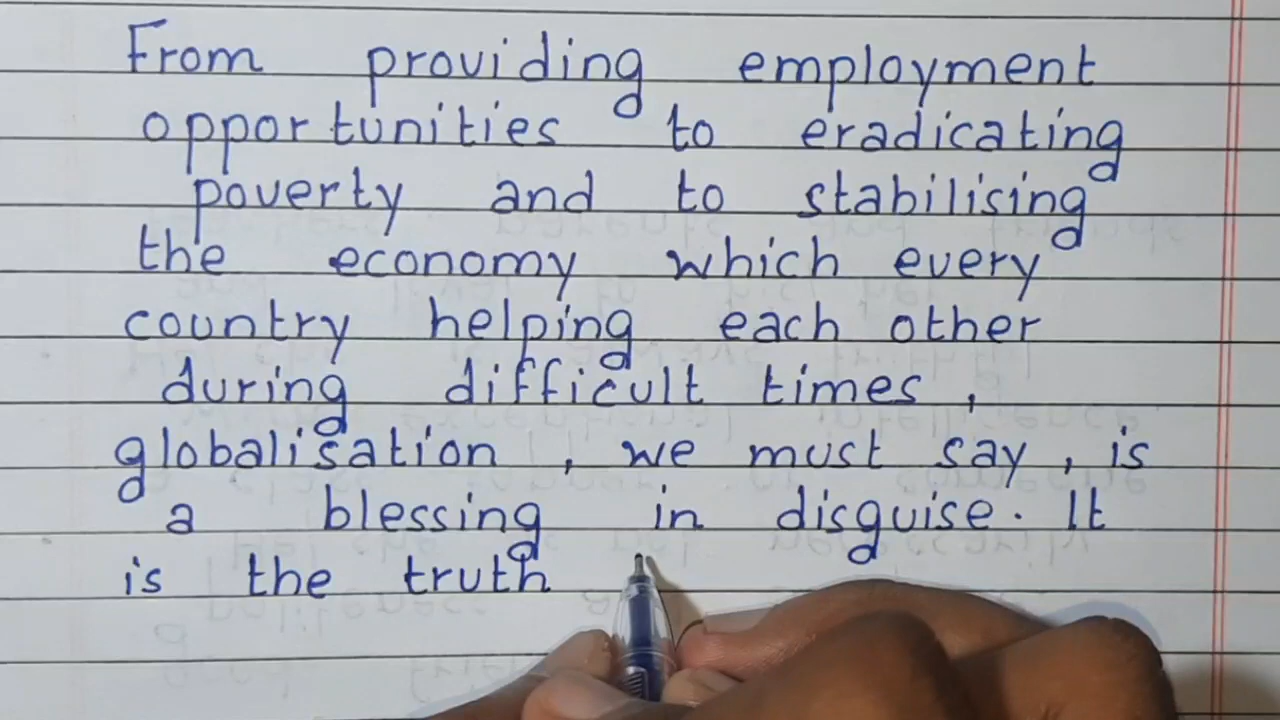 From providing employment
opportunities to eradicating
poverty and to stabilising
the economy which every
country helping each other
during difficult times ,
globalisation , we must say , is
a blessing in disguise. It
is the truth